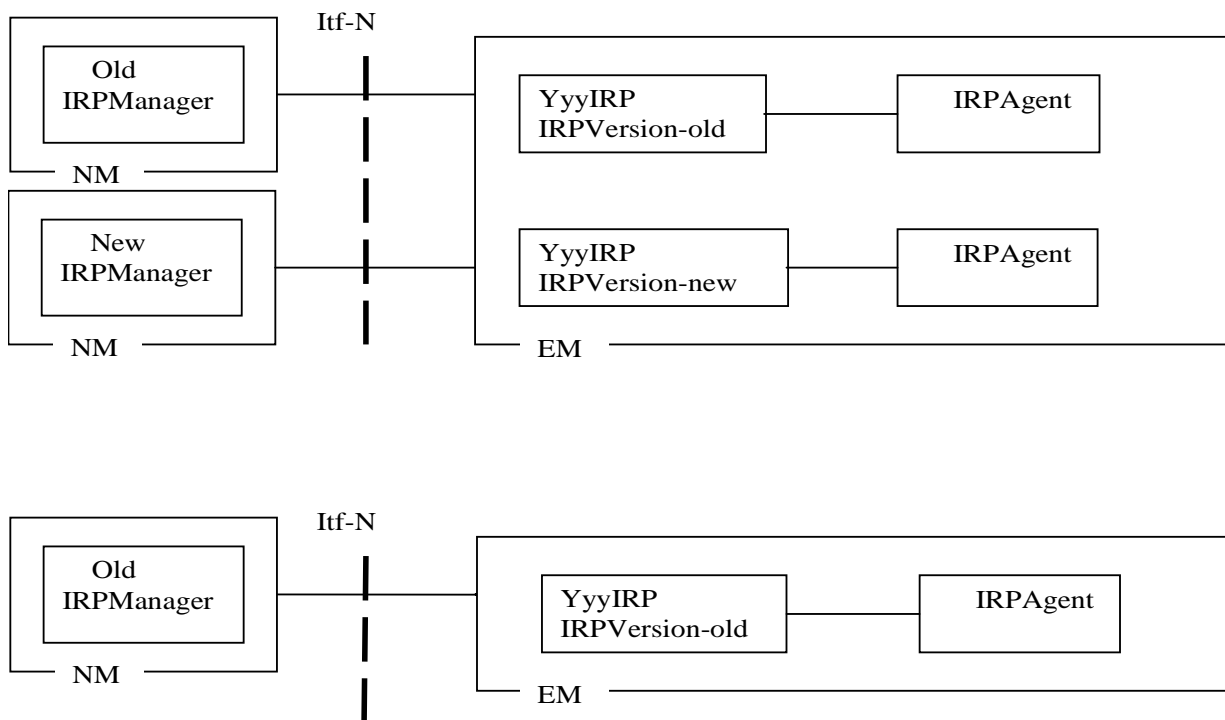 Itf-N
Old
IRPManager
NM
YyyIRP
IRPVersion-old
IRPAgent
New
IRPManager
NM
YyyIRP
IRPVersion-new
IRPAgent
EM
Itf-N
Old
IRPManager
NM
YyyIRP
IRPVersion-old
IRPAgent
EM